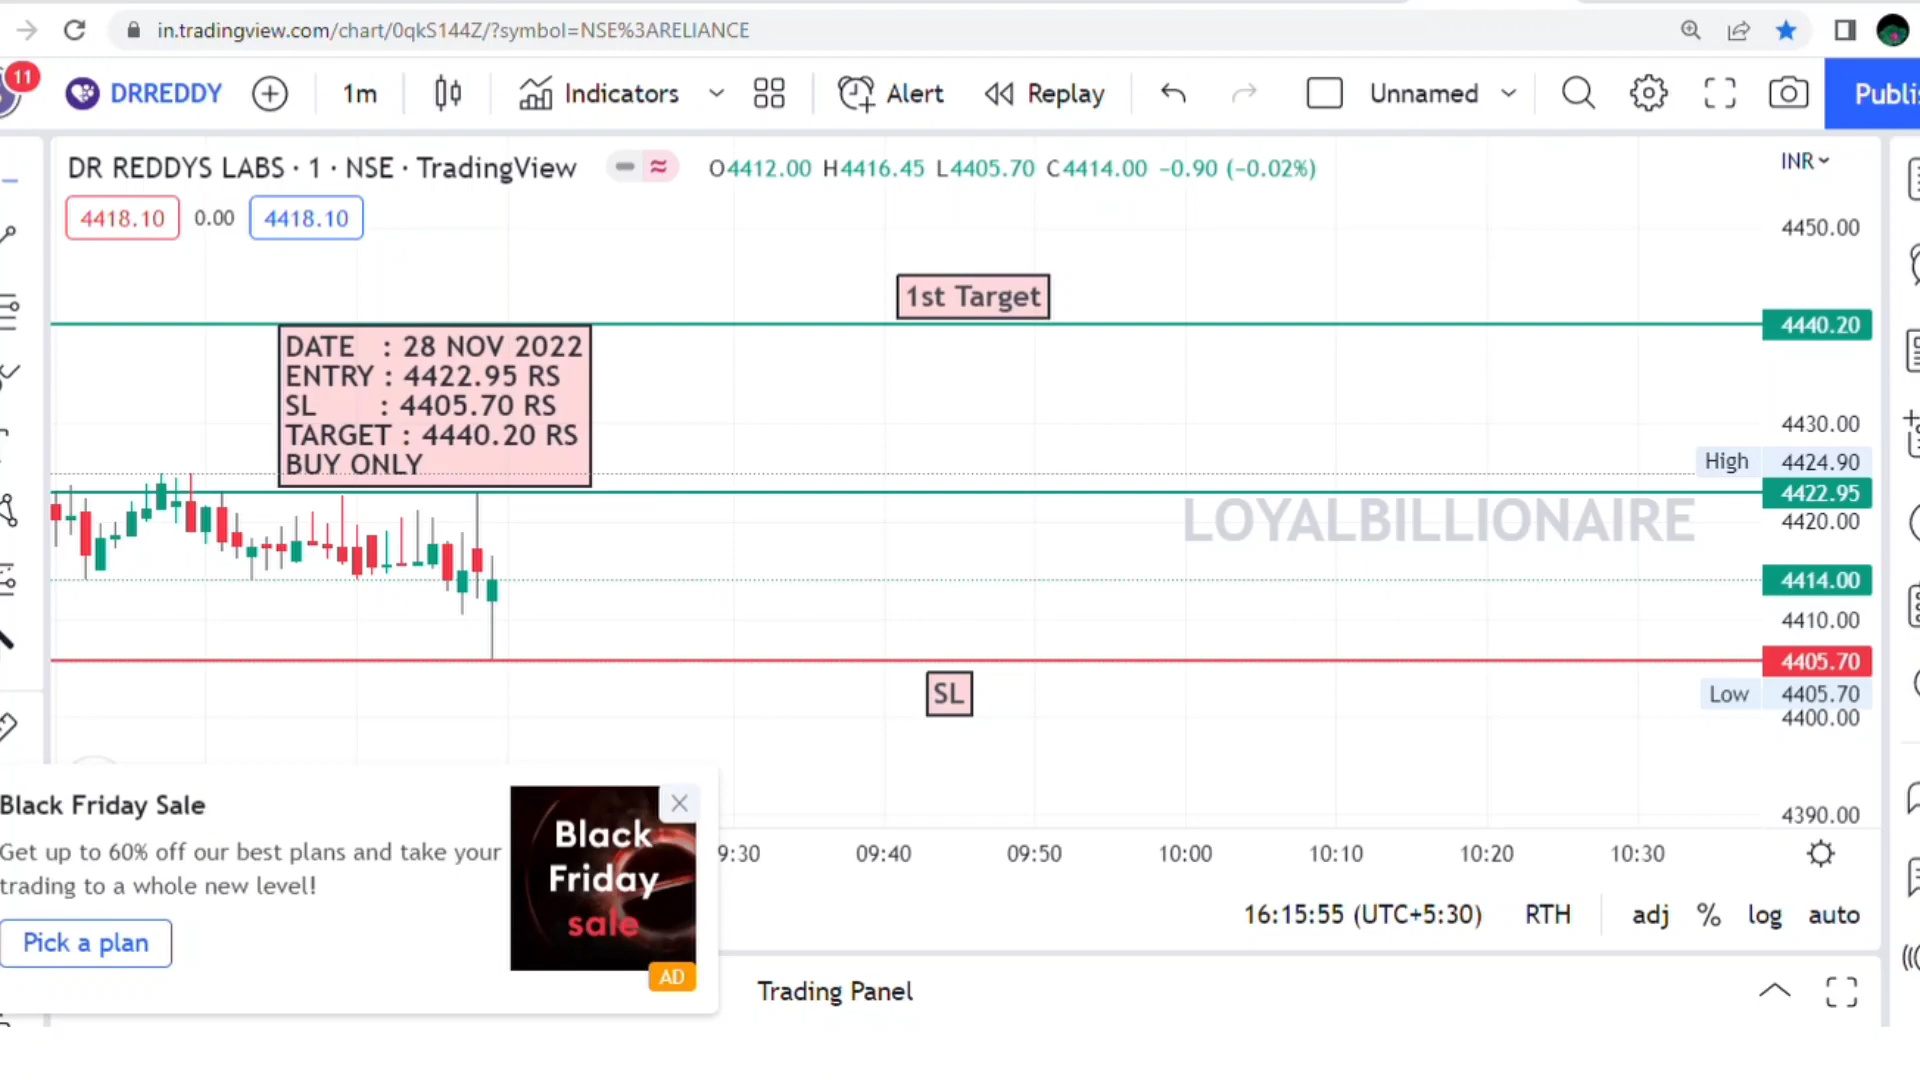 in.tradingview.com/chart/0qkS144Z/?symbol=NSE%3ARELIANCE
11
DRREDDY
1m
Indicators
Alert
Replay
Unnamed
DR REDDYS LABS · 1 · NSE · TradingView
O4412.00 H4416.45 L4405.70 C4414.00 −0.90 (−0.02%)
INR
4418.10 0.00 4418.10
4450.00
1st Target
4440.20
DATE : 28 NOV 2022
ENTRY : 4422.95 RS
SL : 4405.70 RS
TARGET : 4440.20 RS
BUY ONLY
4430.00
High 4424.90
4422.95
LOYALBILLIONAIRE
4420.00
4414.00
4410.00
4405.70
SL
Low 4405.70
4400.00
4390.00
Black Friday Sale
Get up to 60% off our best plans and take your
trading to a whole new level!
Pick a plan
Black
Friday
sale
AD
9:30 09:40 09:50 10:00 10:10 10:20 10:30
16:15:55 (UTC+5:30) RTH adj % log auto
Trading Panel